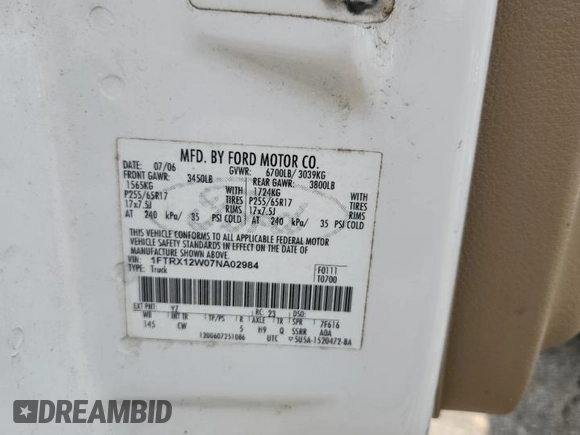 MFD. BY FORD MOTOR CO.
DATE: 07/06 GVWR: 6700LB/ 3039KG
FRONT GAWR: 3450LB REAR GAWR: 3800LB
1565KG WITH 1724KG WITH
P255/65R17 TIRES P255/65R17 TIRES
17x7.5J RIMS 17x7.5J RIMS
AT 240 kPa/ 35 PSI COLD AT 240 kPa/ 35 PSI COLD
THIS VEHICLE CONFORMS TO ALL APPLICABLE FEDERAL MOTOR
VEHICLE SAFETY STANDARDS IN EFFECT ON THE DATE OF
MANUFACTURE SHOWN ABOVE.
VIN: 1FTRX12W07NA02984 F0111
TYPE: Truck T0700
EXT PNT: YZ RC: 23 DSO:
WB INT TR TP/PS R AXLE TR SPR 7F616
145 CW 5 H9 Q SSRR A0A
1200607251086 UTC 5U5A-1520472-BA
DREAMBID